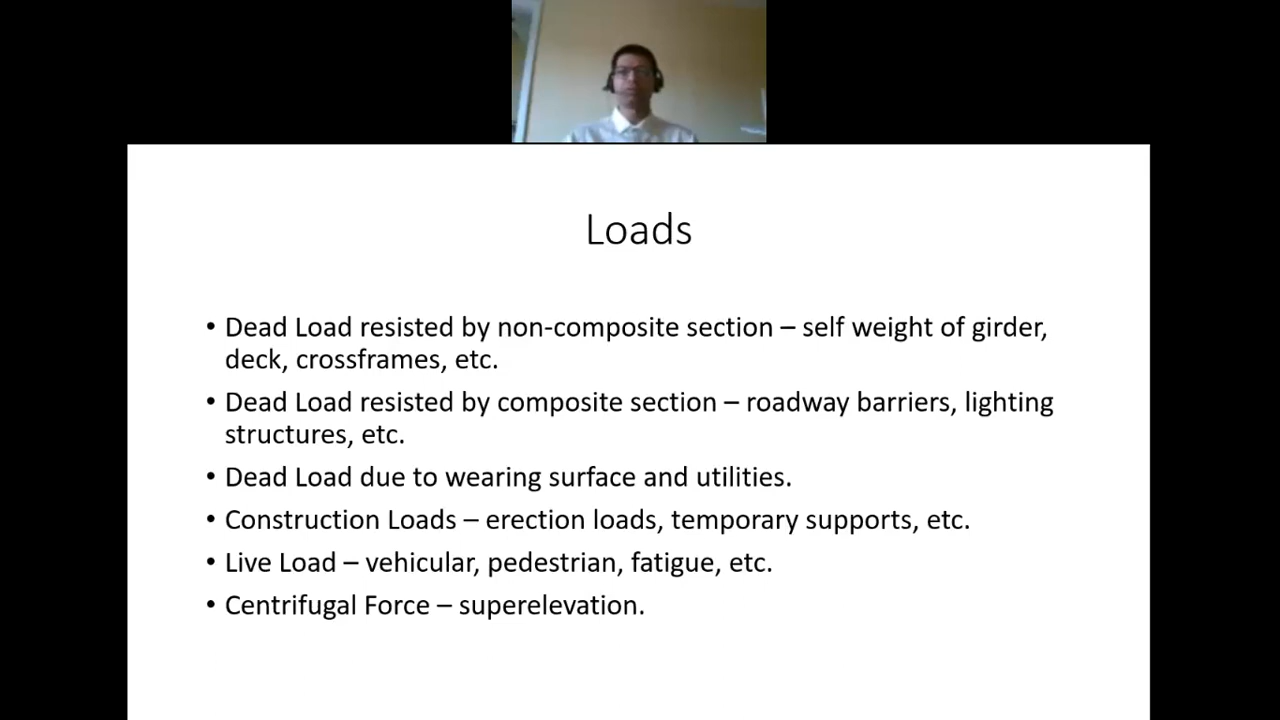 Loads
• Dead Load resisted by non-composite section – self weight of girder,
deck, crossframes, etc.
• Dead Load resisted by composite section – roadway barriers, lighting
structures, etc.
• Dead Load due to wearing surface and utilities.
• Construction Loads – erection loads, temporary supports, etc.
• Live Load – vehicular, pedestrian, fatigue, etc.
• Centrifugal Force – superelevation.